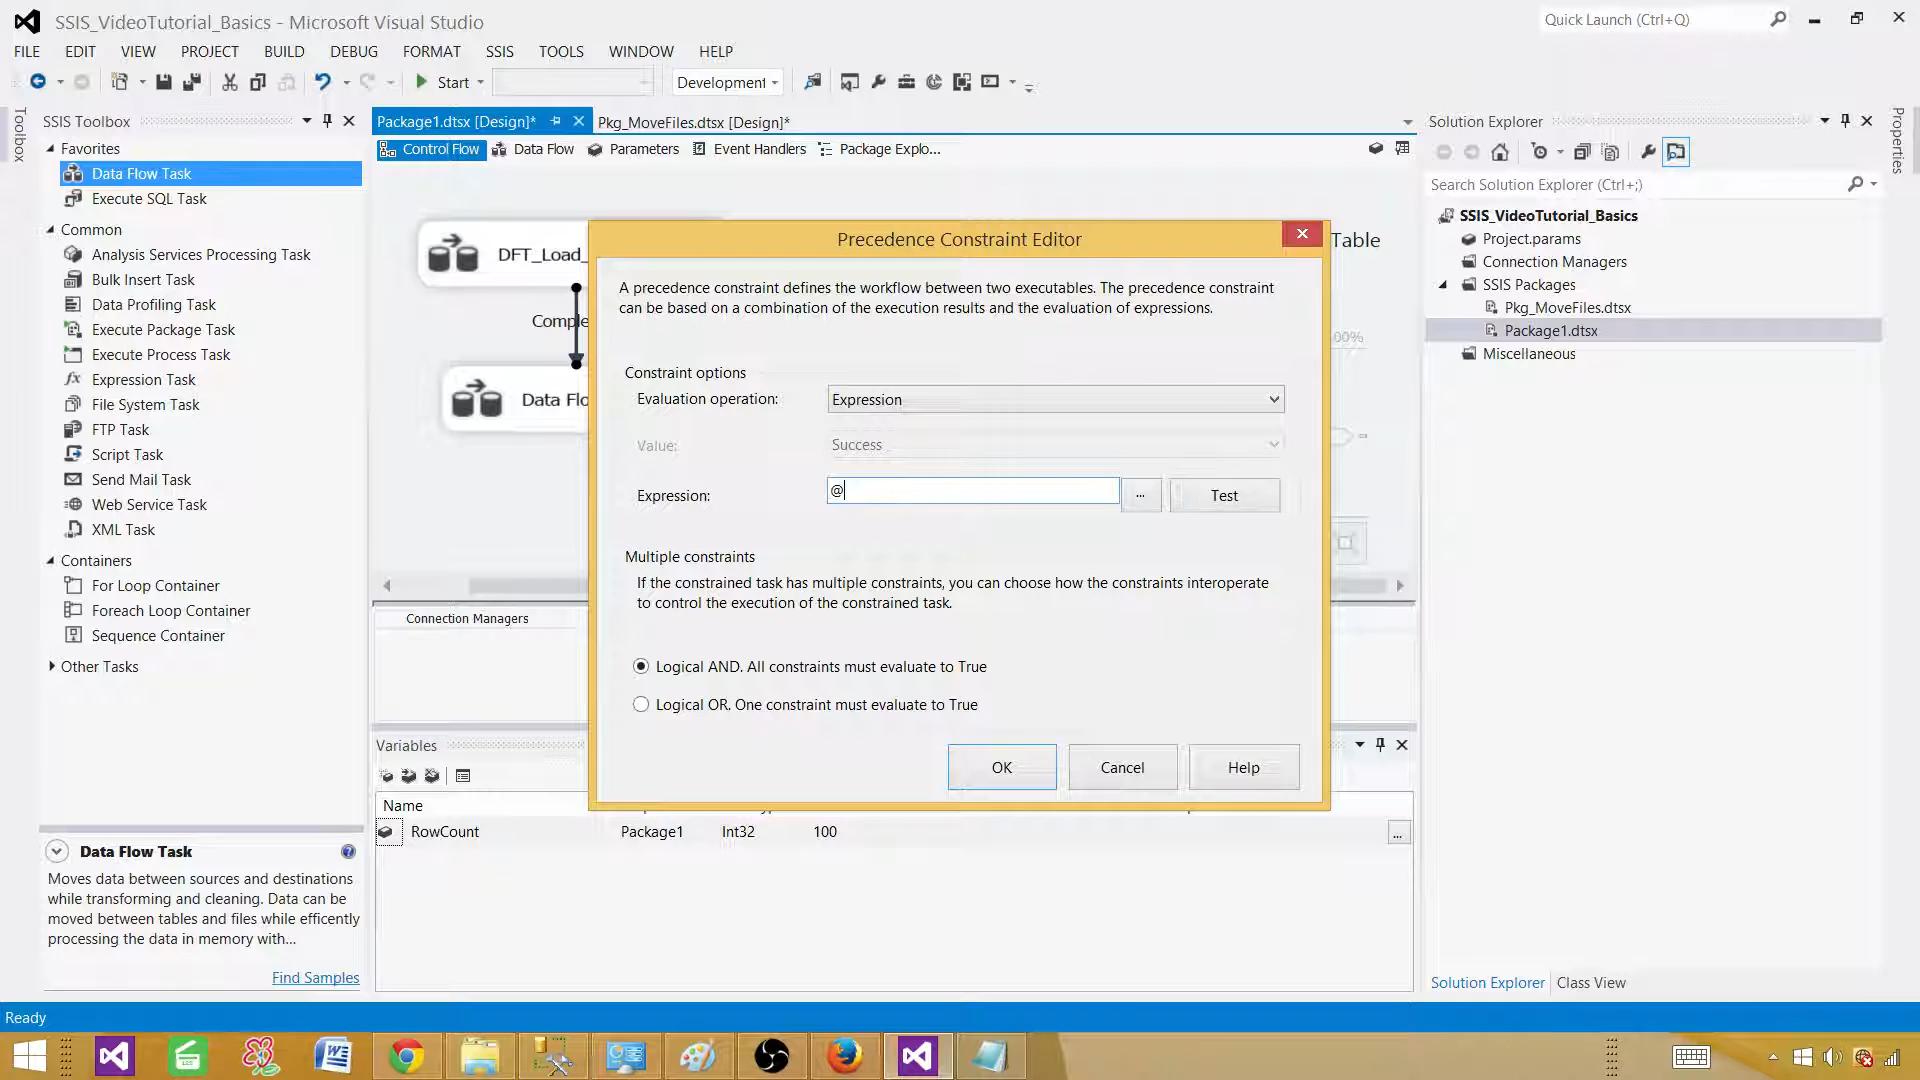 SSIS_VideoTutorial_Basics - Microsoft Visual Studio
Quick Launch (Ctrl+Q)
FILE EDIT VIEW PROJECT BUILD DEBUG FORMAT SSIS TOOLS WINDOW HELP
Start
Development
Toolbox
SSIS Toolbox
Favorites
Data Flow Task
Execute SQL Task
Common
Analysis Services Processing Task
Bulk Insert Task
Data Profiling Task
Execute Package Task
Execute Process Task
Expression Task
File System Task
FTP Task
Script Task
Send Mail Task
Web Service Task
XML Task
Containers
For Loop Container
Foreach Loop Container
Sequence Container
Other Tasks
Data Flow Task
Moves data between sources and destinations
while transforming and cleaning. Data can be
moved between tables and files while efficently
processing the data in memory with...
Find Samples
Package1.dtsx [Design]*
Pkg_MoveFiles.dtsx [Design]*
Control Flow
Data Flow
Parameters
Event Handlers
Package Explo...
DFT_Load_
Table
Comple
00%
Data Flo
Connection Managers
Precedence Constraint Editor
A precedence constraint defines the workflow between two executables. The precedence constraint
can be based on a combination of the execution results and the evaluation of expressions.
Constraint options
Evaluation operation: Expression
Value: Success
Expression: @ ... Test
Multiple constraints
If the constrained task has multiple constraints, you can choose how the constraints interoperate
to control the execution of the constrained task.
Logical AND. All constraints must evaluate to True
Logical OR. One constraint must evaluate to True
OK Cancel Help
Variables
Name
RowCount Package1 Int32 100 ...
Solution Explorer
Search Solution Explorer (Ctrl+;)
SSIS_VideoTutorial_Basics
Project.params
Connection Managers
SSIS Packages
Pkg_MoveFiles.dtsx
Package1.dtsx
Miscellaneous
Solution Explorer Class View
Properties
Ready